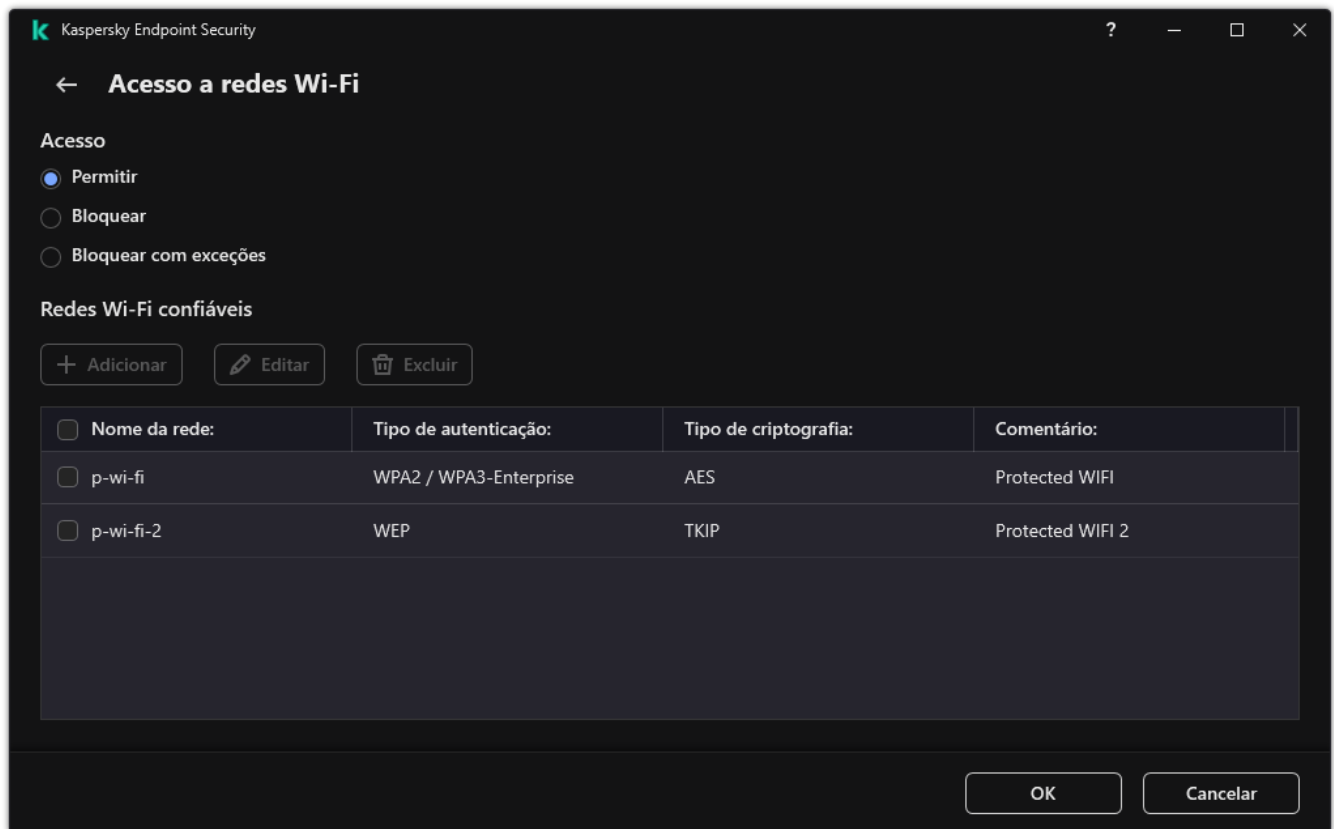 Kaspersky Endpoint Security ?
Acesso a redes Wi-Fi
Acesso
Permitir
Bloquear
Bloquear com exceções
Redes Wi-Fi confiáveis
Adicionar Editar Excluir
Nome da rede: Tipo de autenticação: Tipo de criptografia: Comentário:
p-wi-fi WPA2 / WPA3-Enterprise AES Protected WIFI
p-wi-fi-2 WEP TKIP Protected WIFI 2
OK Cancelar